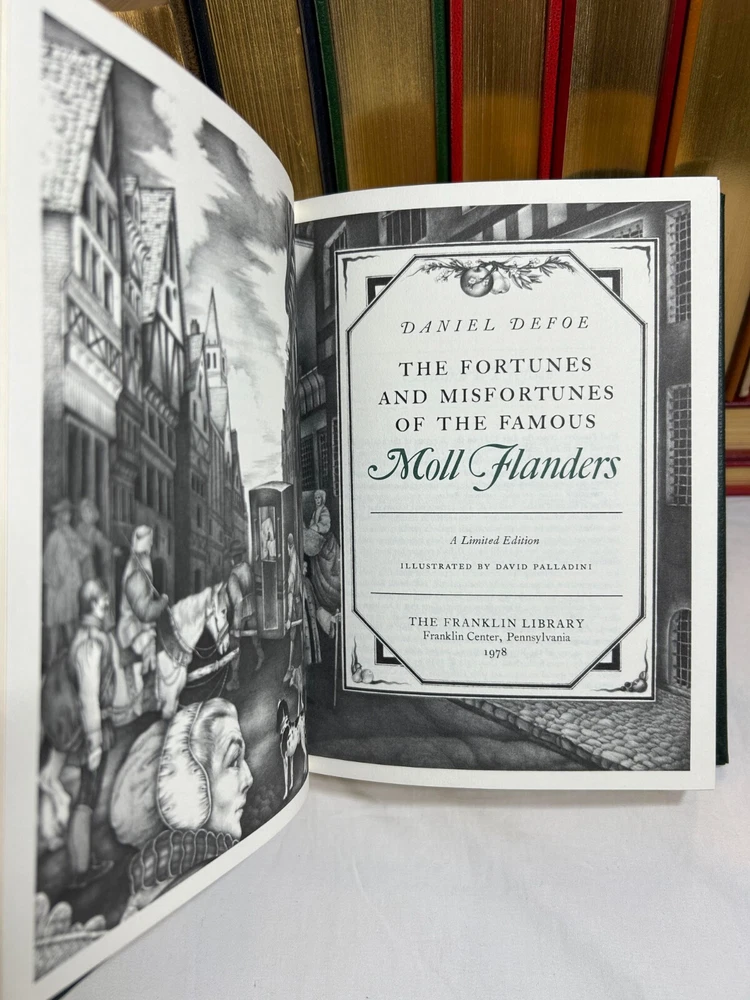 DANIEL DEFOE
THE FORTUNES
AND MISFORTUNES
OF THE FAMOUS
Moll Flanders
A Limited Edition
ILLUSTRATED BY DAVID PALLADINI
THE FRANKLIN LIBRARY
Franklin Center, Pennsylvania
1978